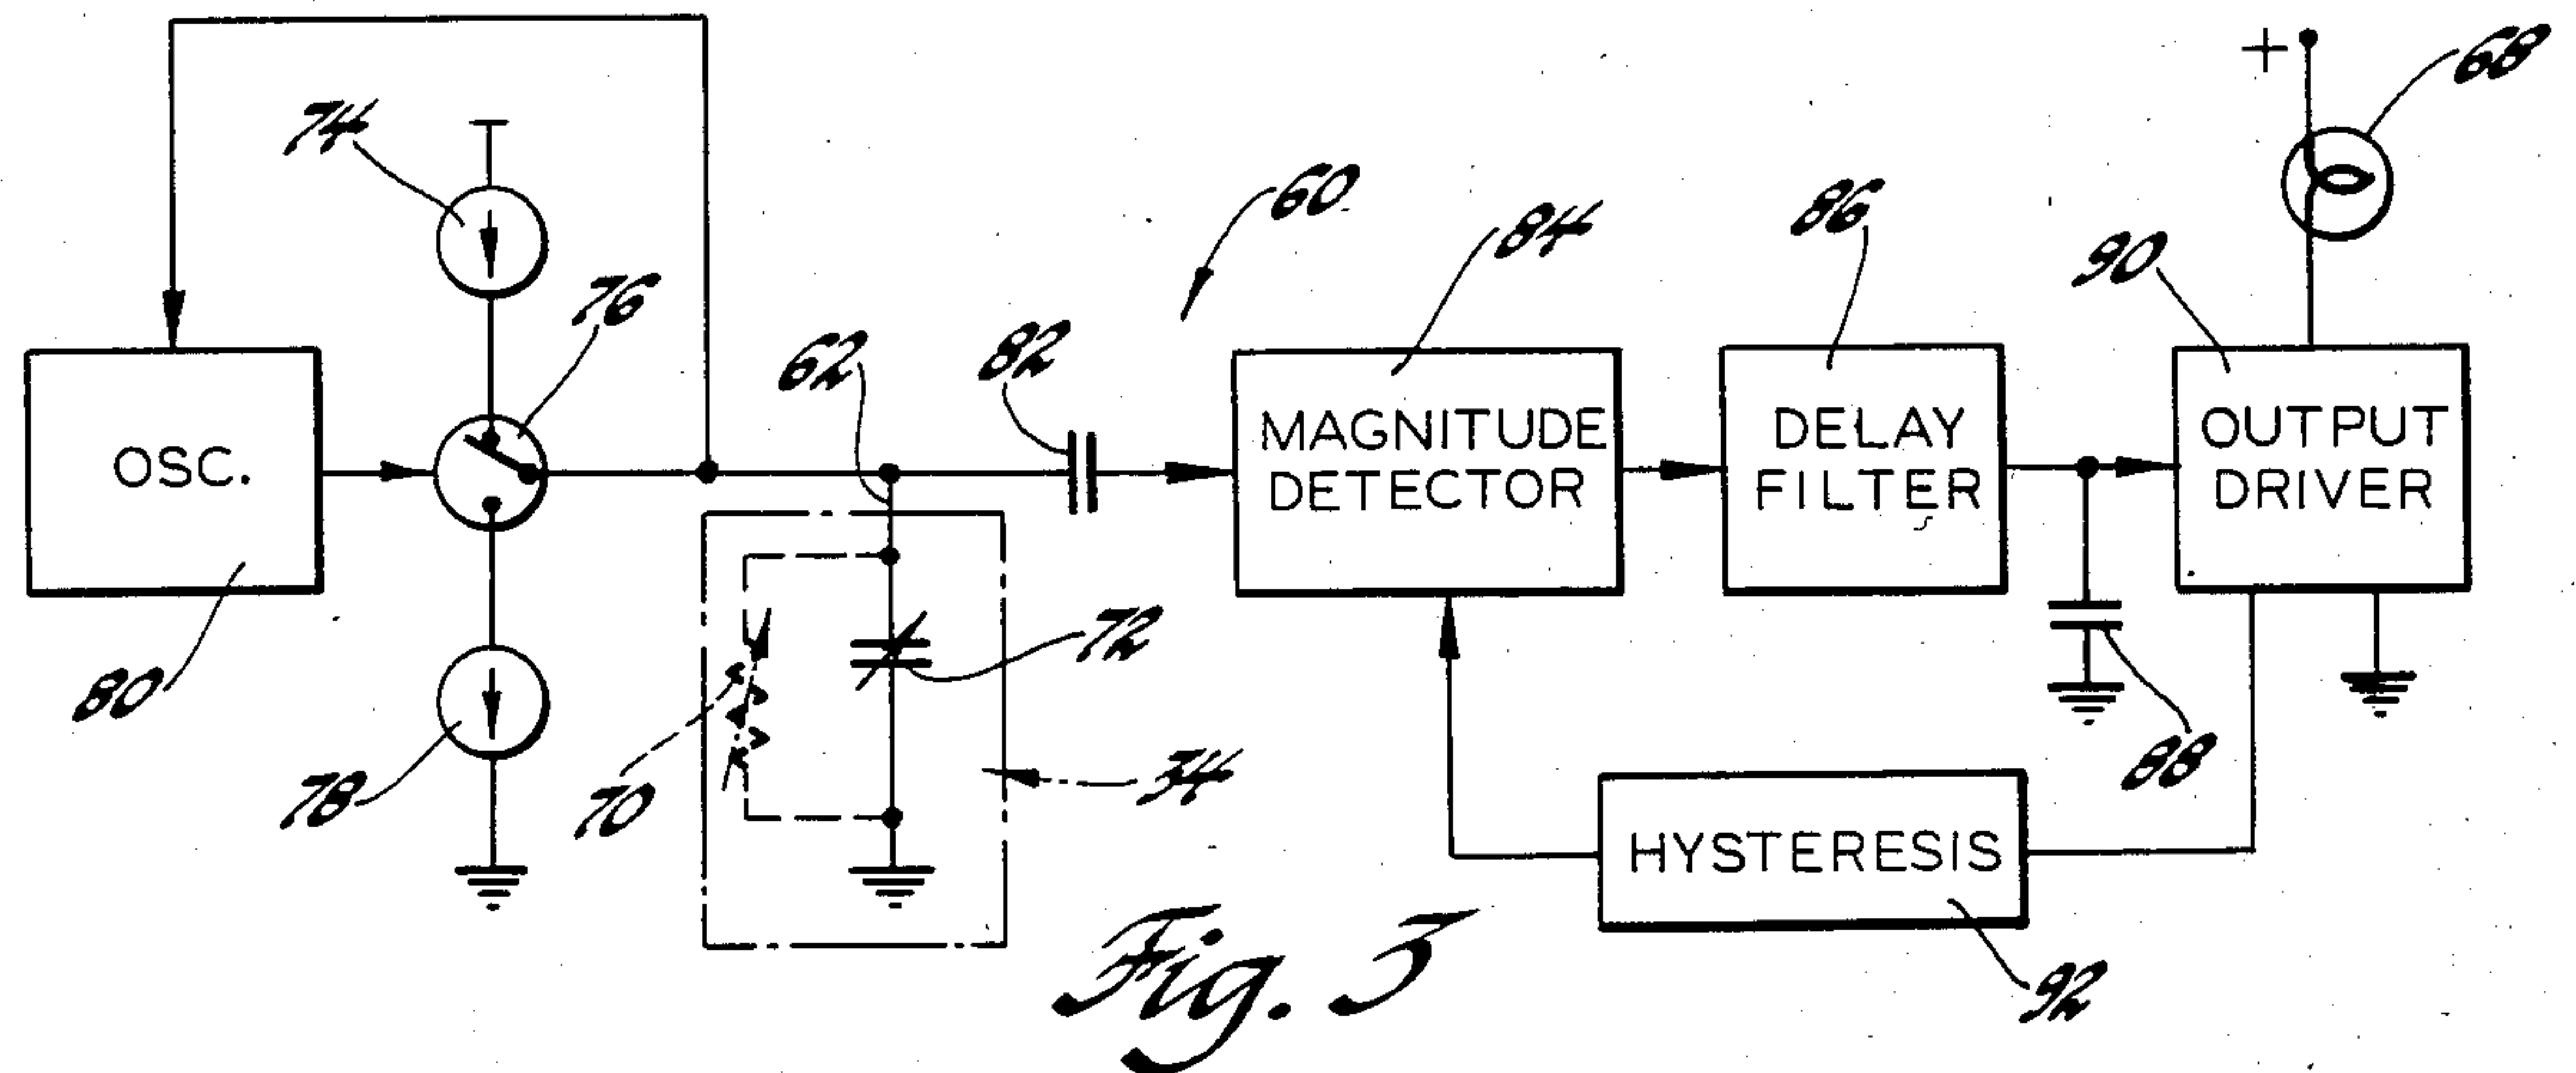 +
68
74
60
84
86
90
76
62
82
OSC.
MAGNITUDE
DETECTOR
DELAY
FILTER
OUTPUT
DRIVER
72
80
78
70
34
88
HYSTERESIS
92
Fig. 3